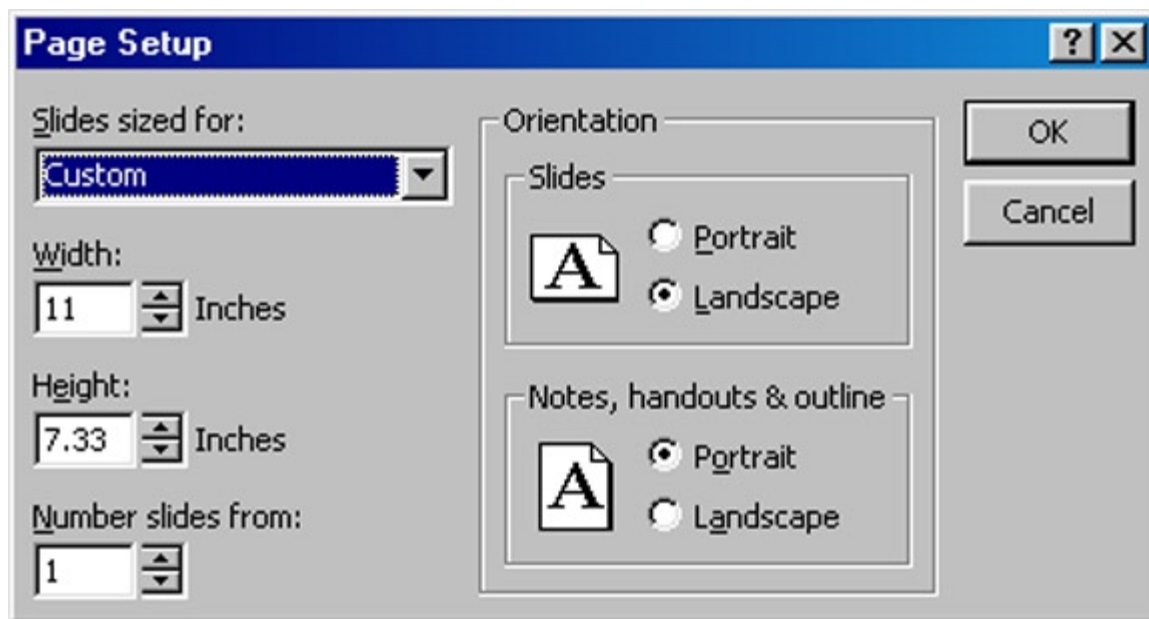 Page Setup
?
Slides sized for:
Custom
Width:
11 Inches
Height:
7.33 Inches
Number slides from:
1
Orientation
Slides
A
Portrait
Landscape
Notes, handouts & outline
A
Portrait
Landscape
OK
Cancel